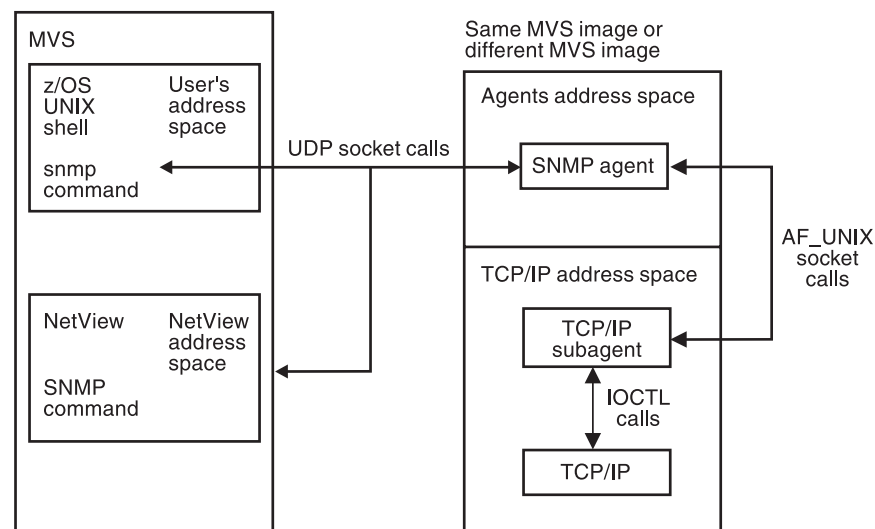 MVS
z/OS
UNIX
shell
User's
address
space
snmp
command
NetView
NetView
address
space
SNMP
command
UDP socket calls
Same MVS image or
different MVS image
Agents address space
SNMP agent
AF_UNIX
socket
calls
TCP/IP address space
TCP/IP
subagent
IOCTL
calls
TCP/IP